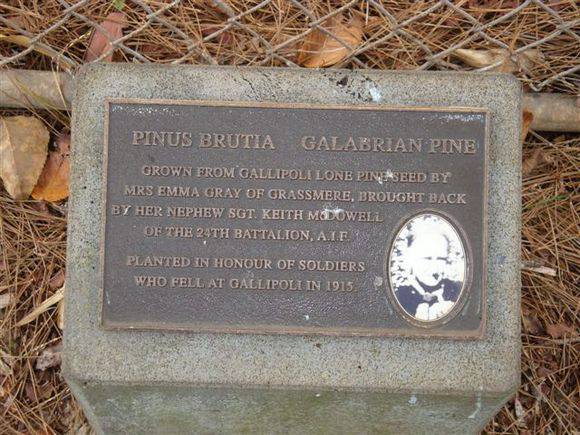 PINUS BRUTIA GALABRIAN PINE
GROWN FROM GALLIPOLI LONE PINE SEED BY
MRS EMMA GRAY OF GRASSMERE, BROUGHT BACK
BY HER NEPHEW SGT. KEITH McDOWELL
OF THE 24TH BATTALION, A.I.F.
PLANTED IN HONOUR OF SOLDIERS
WHO FELL AT GALLIPOLI IN 1915.